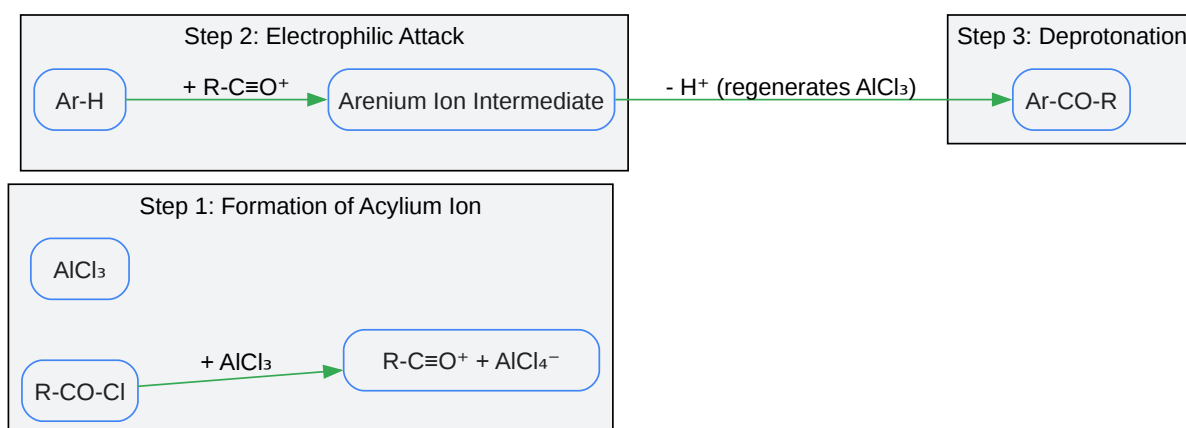 Step 2: Electrophilic Attack
Ar-H
+ R-C≡O⁺
Arenium Ion Intermediate
- H⁺ (regenerates AlCl₃)
Step 3: Deprotonation
Ar-CO-R
Step 1: Formation of Acylium Ion
AlCl₃
R-CO-Cl
+ AlCl₃
R-C≡O⁺ + AlCl₄⁻